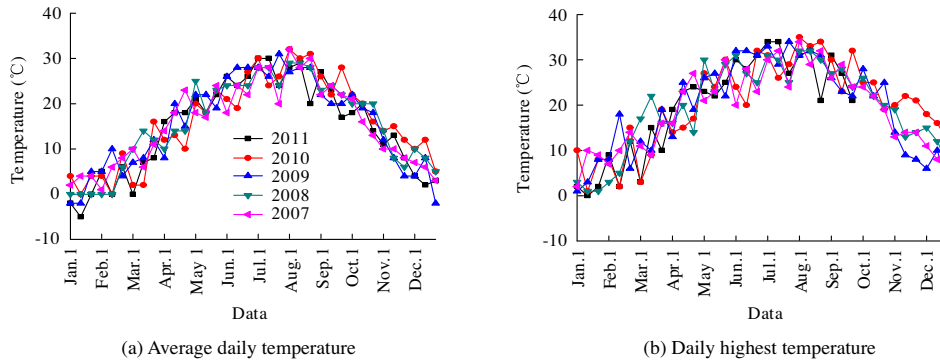 40
30
20
10
0
-10
Temperature (℃)
2011
2010
2009
2008
2007
Jan.1
Feb.1
Mar.1
Apr.1
May 1
Jun.1
Jul.1
Aug.1
Sep.1
Oct.1
Nov.1
Dec.1
Data
(a) Average daily temperature
40
30
20
10
0
-10
Temperature (℃)
Jan.1
Feb.1
Mar.1
Apr.1
May 1
Jun.1
Jul.1
Aug.1
Sep.1
Oct.1
Nov.1
Dec.1
Data
(b) Daily highest temperature